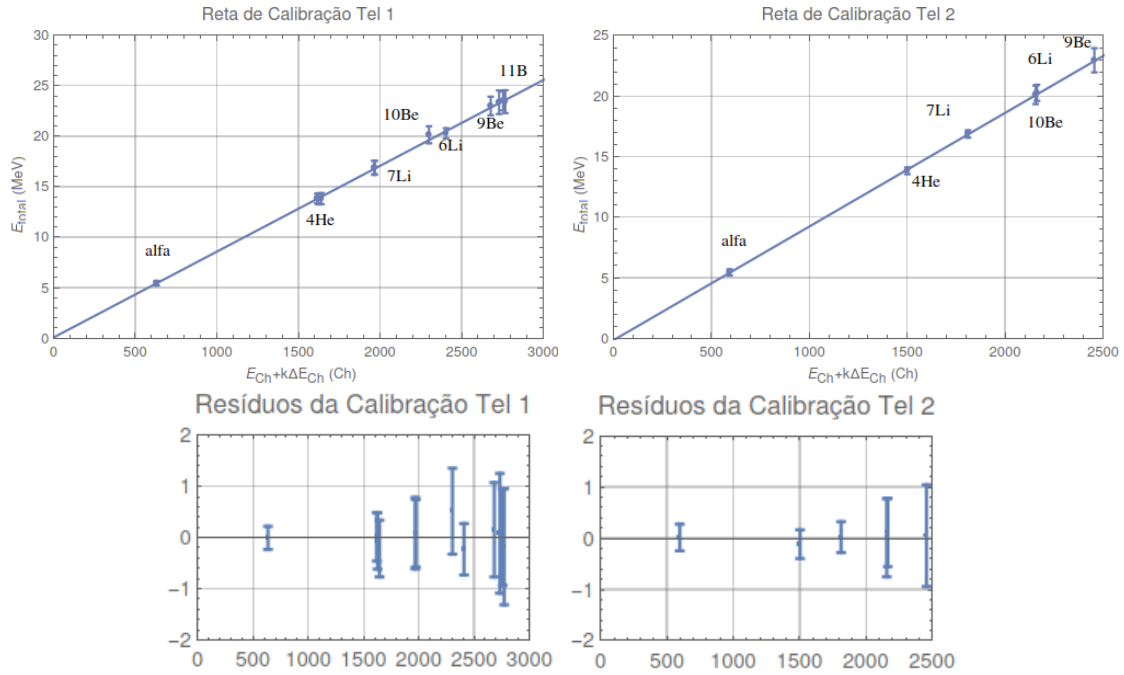 Reta de Calibração Tel 1
30
25
20
15
10
5
0
E_total (MeV)
11B
10Be
9Be
6Li
7Li
4He
alfa
0 500 1000 1500 2000 2500 3000
E_Ch+kΔE_Ch (Ch)
Reta de Calibração Tel 2
25
20
15
10
5
0
E_total (MeV)
9Be
6Li
7Li
10Be
4He
alfa
0 500 1000 1500 2000 2500
E_Ch+kΔE_Ch (Ch)
Resíduos da Calibração Tel 1
2
1
0
-1
-2
0 500 1000 1500 2000 2500 3000
Resíduos da Calibração Tel 2
2
1
0
-1
-2
0 500 1000 1500 2000 2500